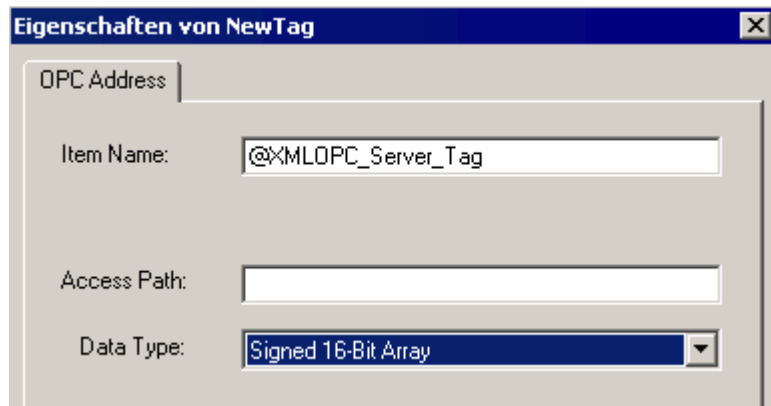 Eigenschaften von NewTag
OPC Address
Item Name: @XMLOPC_Server_Tag
Access Path:
Data Type: Signed 16-Bit Array